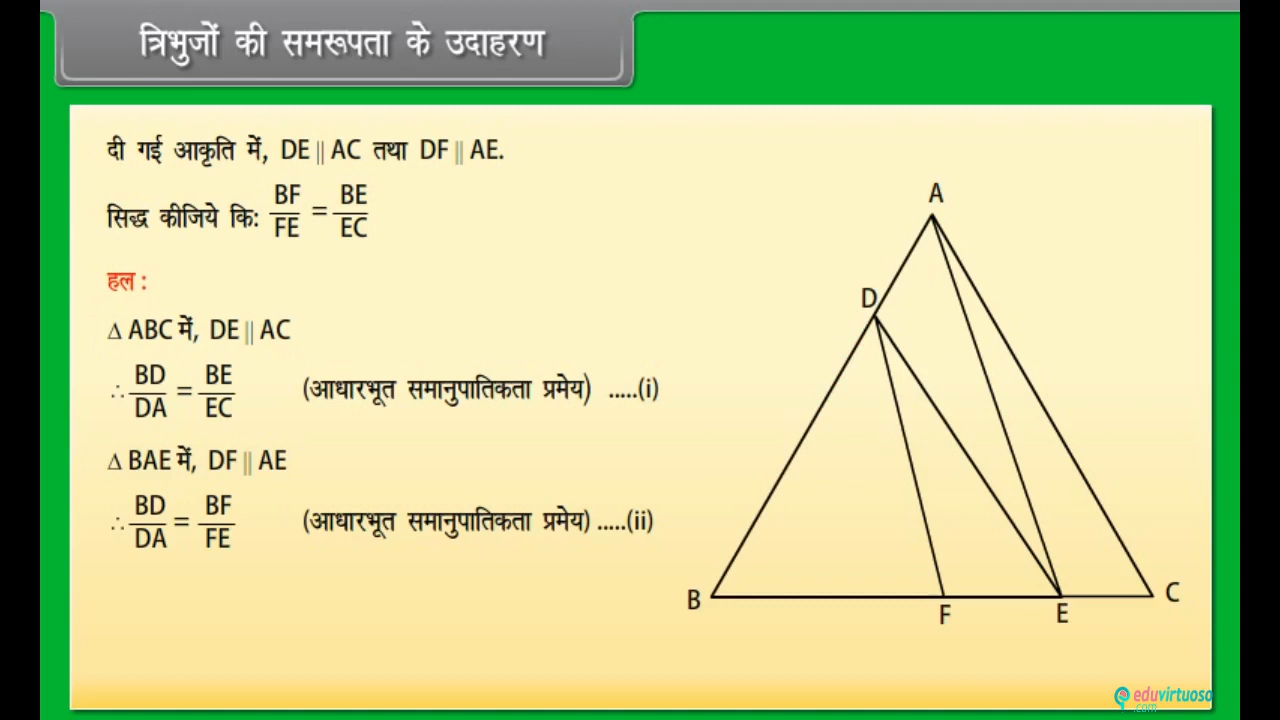 त्रिभुजों की समरूपता के उदाहरण
दी गई आकृति में, DE || AC तथा DF || AE.
सिद्ध कीजिये कि: BF/FE = BE/EC
हल :
Δ ABC में, DE || AC
∴ BD/DA = BE/EC (आधारभूत समानुपातिकता प्रमेय) .....(i)
Δ BAE में, DF || AE
∴ BD/DA = BF/FE (आधारभूत समानुपातिकता प्रमेय) .....(ii)
A
D
B
F
E
C
eduvirtuoso
.com